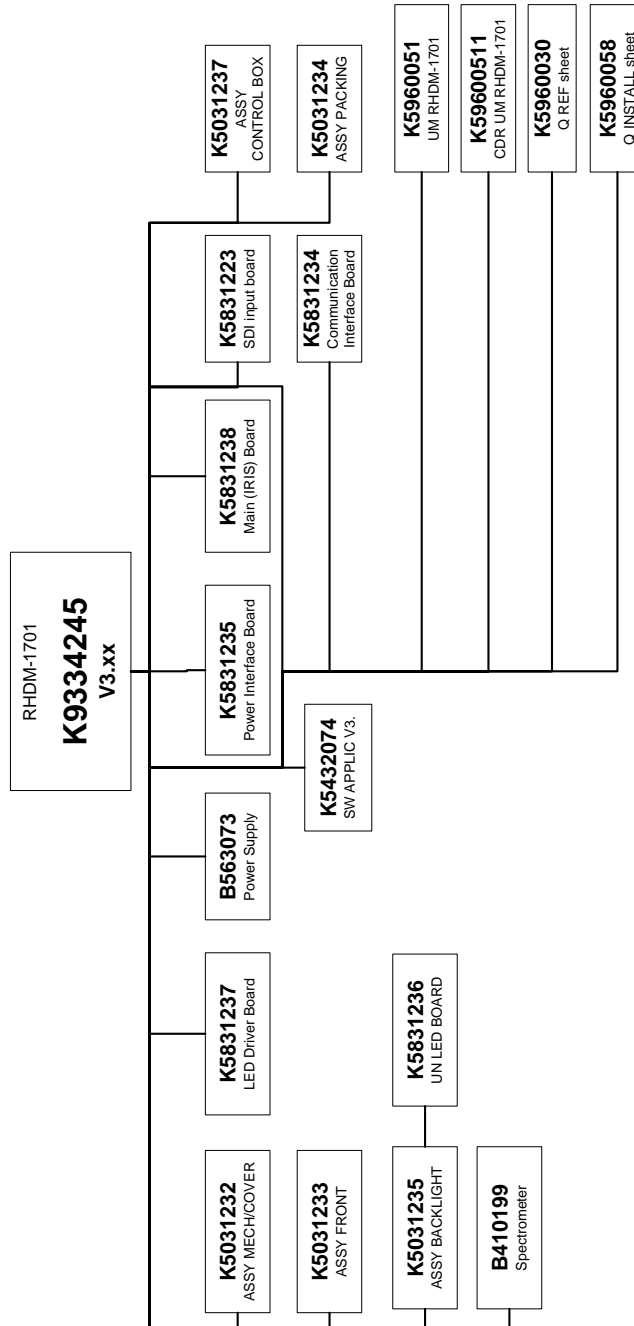 RHDM-1701
K9334245
V3.xx
K5031232
ASSY MECH/COVER
K5831237
LED Driver Board
B563073
Power Supply
K5831235
Power Interface Board
K5831238
Main (IRIS) Board
K5831223
SDI input board
K5031237
ASSY
CONTROL BOX
K5031233
ASSY FRONT
K5432074
SW APPLIC V3.
K5831234
Communication
Interface Board
K5031234
ASSY PACKING
K5031235
ASSY BACKLIGHT
K5831236
UN LED BOARD
K5960051
UM RHDM-1701
K59600511
CDR UM RHDM-1701
B410199
Spectrometer
K5960030
Q REF sheet
K5960058
Q INSTALL sheet